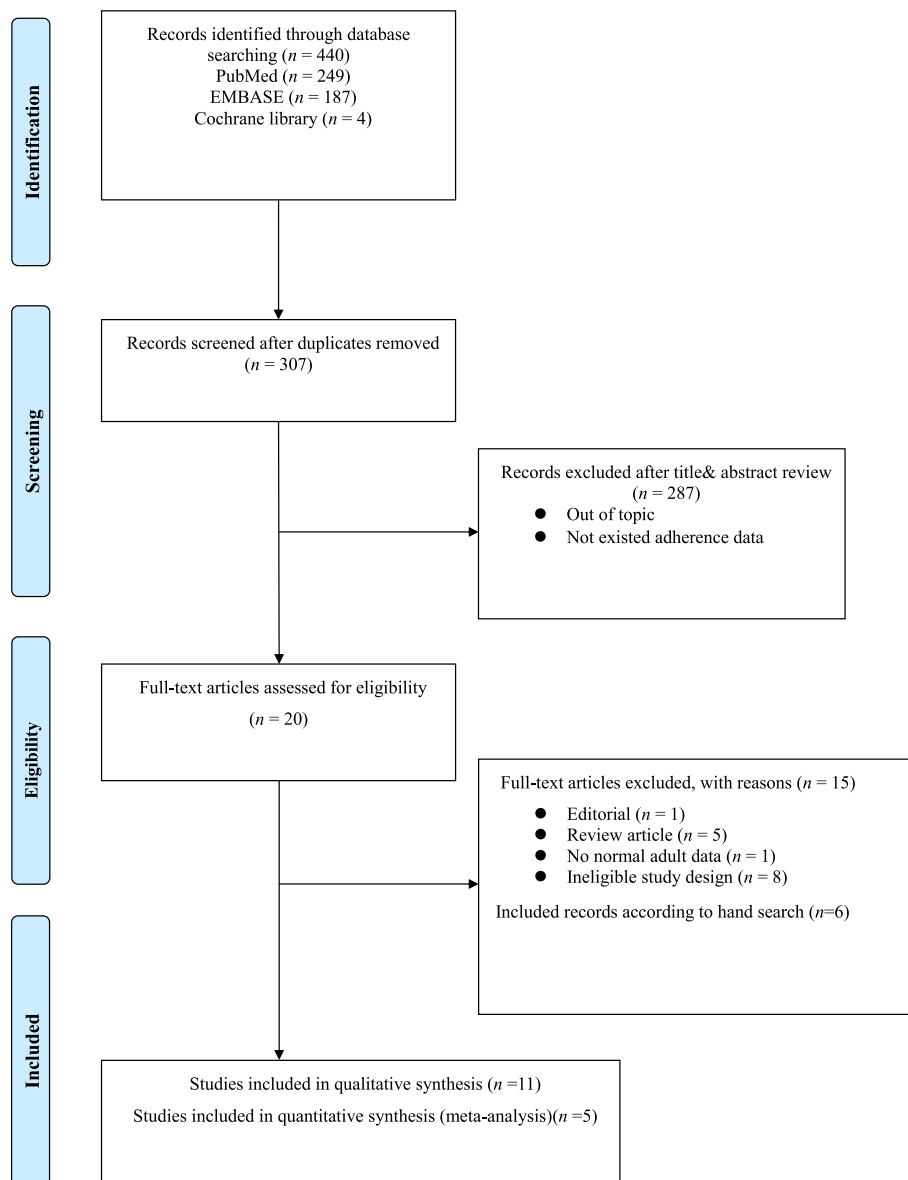 Identification
Records identified through database
searching (n = 440)
PubMed (n = 249)
EMBASE (n = 187)
Cochrane library (n = 4)
Screening
Records screened after duplicates removed
(n = 307)
Records excluded after title& abstract review
(n = 287)
● Out of topic
● Not existed adherence data
Eligibility
Full-text articles assessed for eligibility
(n = 20)
Full-text articles excluded, with reasons (n = 15)
● Editorial (n = 1)
● Review article (n = 5)
● No normal adult data (n = 1)
● Ineligible study design (n = 8)
Included records according to hand search (n=6)
Included
Studies included in qualitative synthesis (n =11)
Studies included in quantitative synthesis (meta-analysis)(n =5)